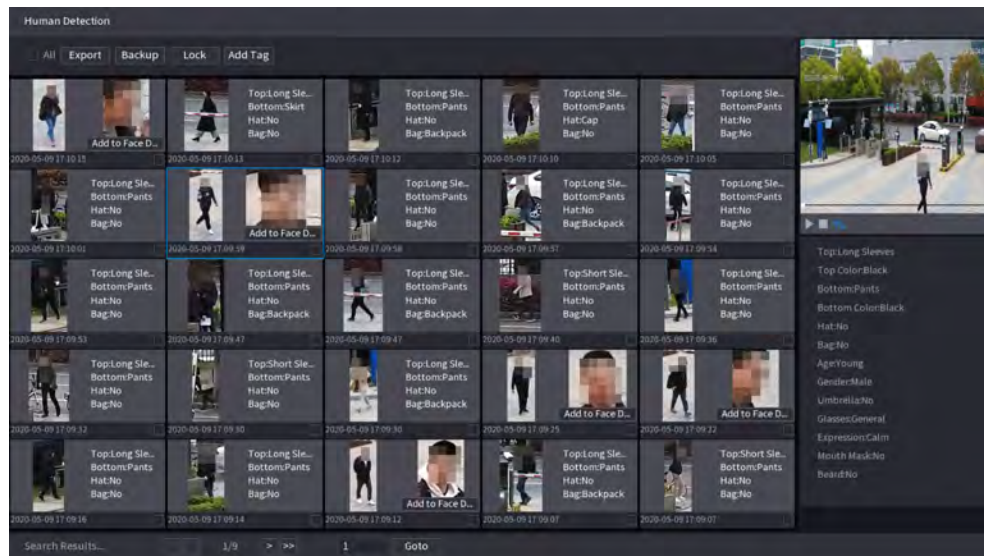 Human Detection
All Export Backup Lock Add Tag
Add to Face D...
2020-05-09 17:10:15
Top:Long Sle...
Bottom:Skirt
Hat:No
Bag:No
2020-05-09 17:10:13
Top:Long Sle...
Bottom:Pants
Hat:No
Bag:Backpack
2020-05-09 17:10:12
Top:Long Sle...
Bottom:Pants
Hat:Cap
Bag:No
2020-05-09 17:10:10
Top:Long Sle...
Bottom:Pants
Hat:No
Bag:No
2020-05-09 17:10:05
Top:Long Sle...
Bottom:Pants
Hat:No
Bag:No
2020-05-09 17:10:01
Add to Face D...
2020-05-09 17:09:59
Top:Long Sle...
Bottom:Pants
Hat:No
Bag:No
2020-05-09 17:09:58
Top:Long Sle...
Bottom:Pants
Hat:No
Bag:Backpack
2020-05-09 17:09:57
Top:Long Sle...
Bottom:Pants
Hat:No
Bag:No
2020-05-09 17:09:54
Top:Long Sle...
Bottom:Pants
Hat:No
Bag:No
2020-05-09 17:09:53
Top:Long Sle...
Bottom:Pants
Hat:No
Bag:Backpack
2020-05-09 17:09:47
Top:Long Sle...
Bottom:Pants
Hat:No
Bag:Backpack
2020-05-09 17:09:47
Top:Short Sle...
Bottom:Pants
Hat:No
Bag:No
2020-05-09 17:09:40
Top:Long Sle...
Bottom:Pants
Hat:No
Bag:No
2020-05-09 17:09:36
Top:Long Sle...
Bottom:Pants
Hat:No
Bag:No
2020-05-09 17:09:32
Top:Short Sle...
Bottom:Pants
Hat:No
Bag:No
2020-05-09 17:09:30
Top:Long Sle...
Bottom:Pants
Hat:No
Bag:Backpack
2020-05-09 17:09:30
Add to Face D...
2020-05-09 17:09:25
Add to Face D...
2020-05-09 17:09:22
Top:Long Sle...
Bottom:Pants
Hat:No
Bag:No
2020-05-09 17:09:16
Top:Long Sle...
Bottom:Pants
Hat:No
Bag:No
2020-05-09 17:09:14
Add to Face D...
2020-05-09 17:09:12
Top:Long Sle...
Bottom:Pants
Hat:No
Bag:Backpack
2020-05-09 17:09:07
Top:Short Sle...
Bottom:Pants
Hat:No
Bag:No
2020-05-09 17:09:07
Top:Long Sleeves
Top Color:Black
Bottom:Pants
Bottom Color:Black
Hat:No
Bag:No
Age:Young
Gender:Male
Umbrella:No
Glasses:General
Expression:Calm
Mouth Mask:No
Beard:No
Search Results... 1/9 > >> 1 Goto